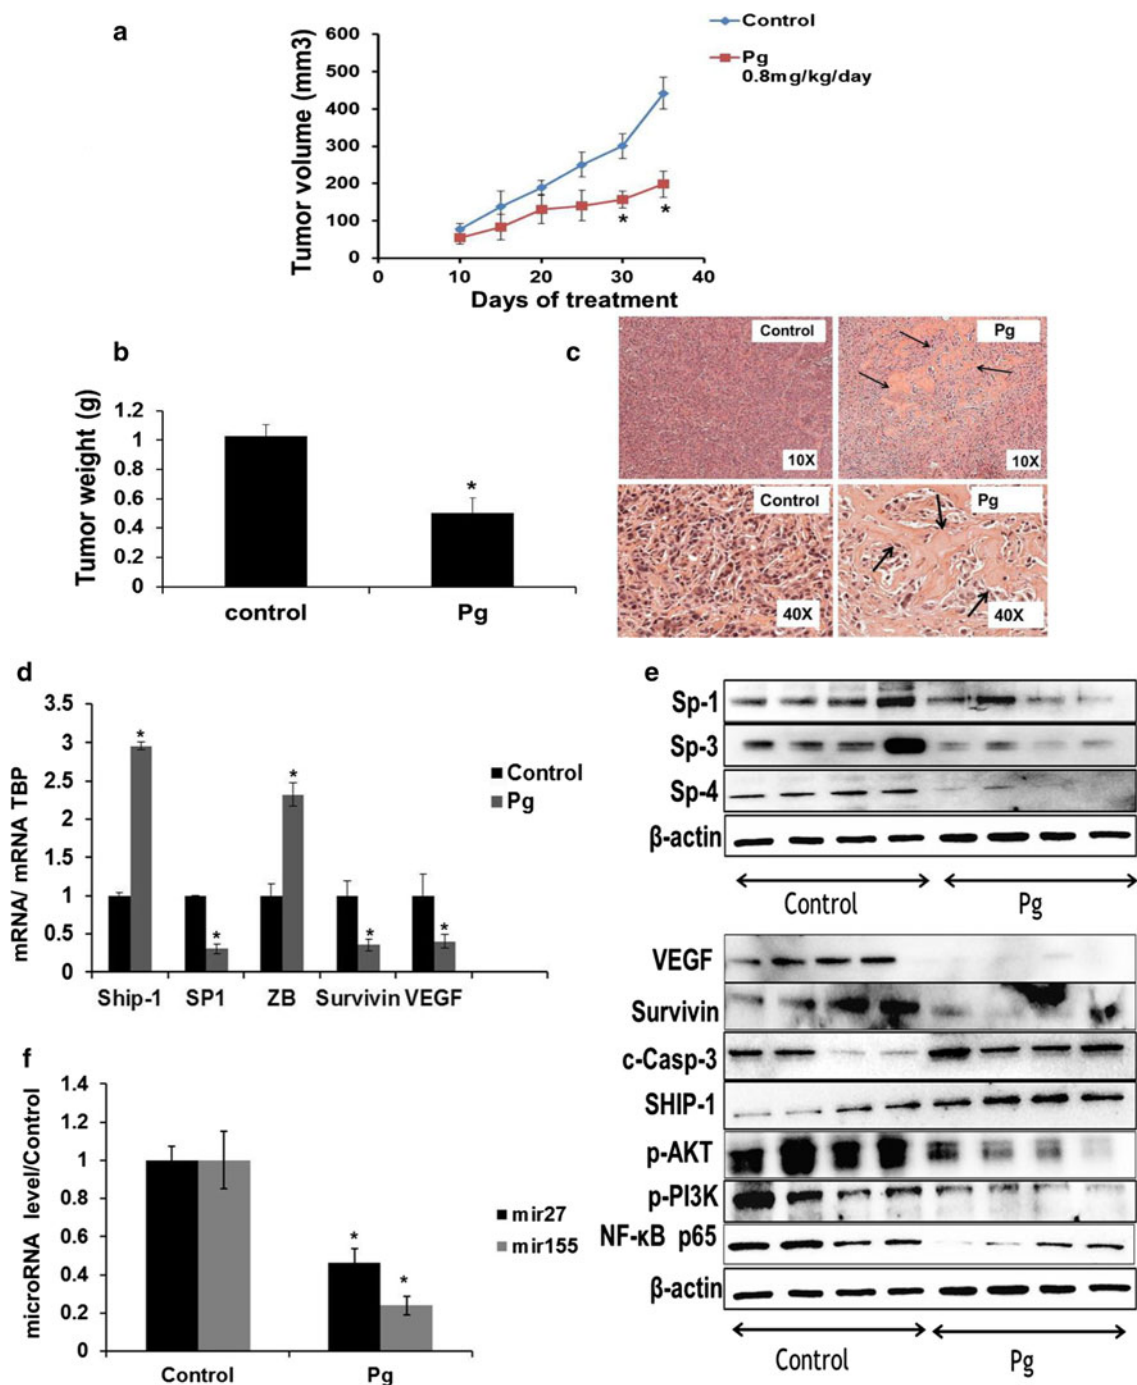 a
Control
Pg
0.8mg/kg/day
Tumor volume (mm3)
600
500
400
300
200
100
0
0 10 20 30 40
Days of treatment
* *
b
Tumor weight (g)
1.2
1
0.8
0.6
0.4
0.2
0
*
control Pg
c
Control Pg
10X 10X
Control Pg
40X 40X
d
mRNA/ mRNA TBP
3.5
3
2.5
2
1.5
1
0.5
0
* * * * *
Control
Pg
Ship-1 SP1 ZB Survivin VEGF
e
Sp-1
Sp-3
Sp-4
β-actin
Control Pg
VEGF
Survivin
c-Casp-3
SHIP-1
p-AKT
p-PI3K
NF-κB p65
β-actin
Control Pg
f
microRNA level/Control
1.4
1.2
1
0.8
0.6
0.4
0.2
0
* *
mir27
mir155
Control Pg